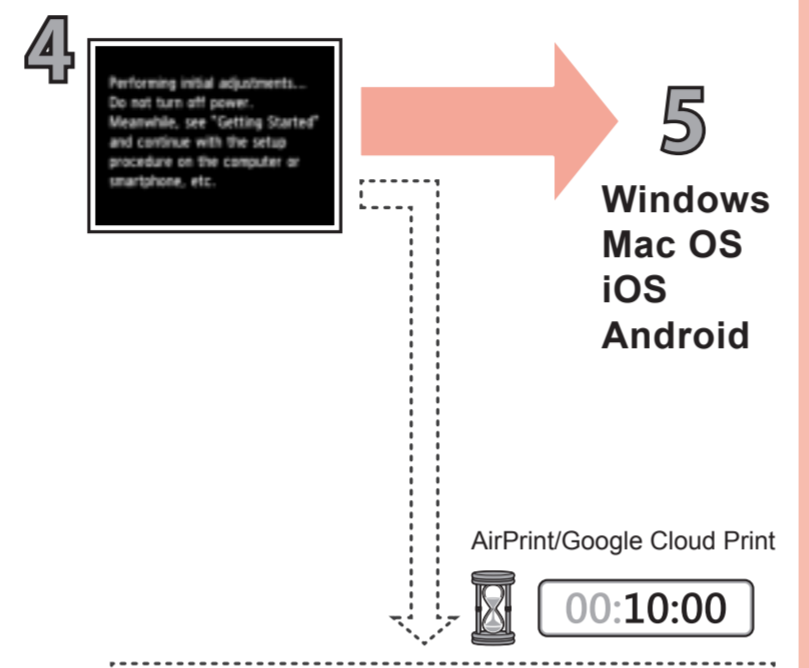 4
Performing initial adjustments...
Do not turn off power.
Meanwhile, see "Getting Started"
and continue with the setup
procedure on the computer or
smartphone, etc.
5
Windows
Mac OS
iOS
Android
AirPrint/Google Cloud Print
00:10:00